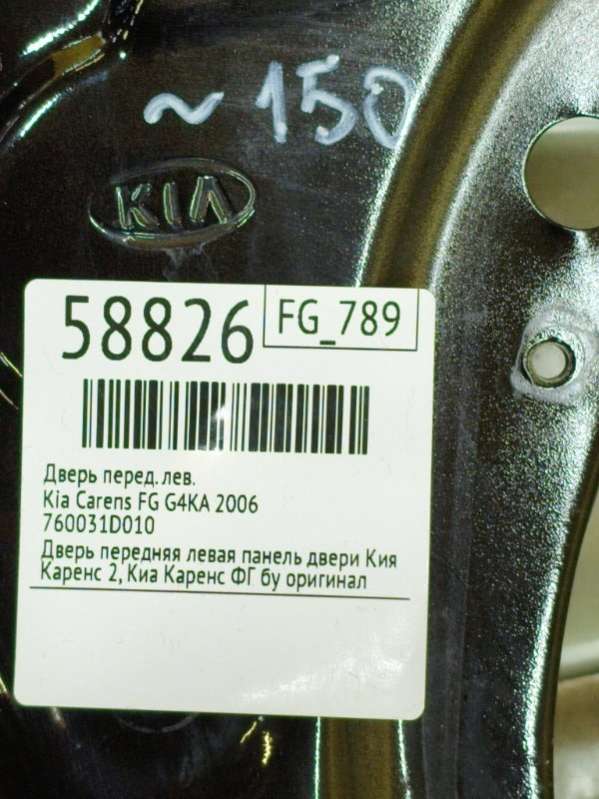 ~150
KIA
58826 FG_789
Дверь перед. лев.
Kia Carens FG G4KA 2006
760031D010
Дверь передняя левая панель двери Кия
Каренс 2, Киа Каренс ФГ бу оригинал